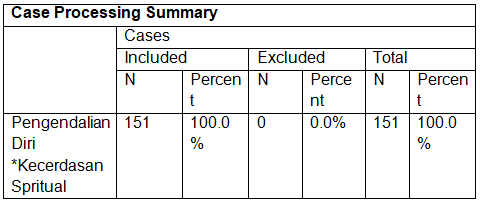 Case Processing Summary
Cases
Included Excluded Total
N Percen N Perce N Percen
t nt t
Pengendalian 151 100.0 0 0.0% 151 100.0
Diri % %
*Kecerdasan
Spritual